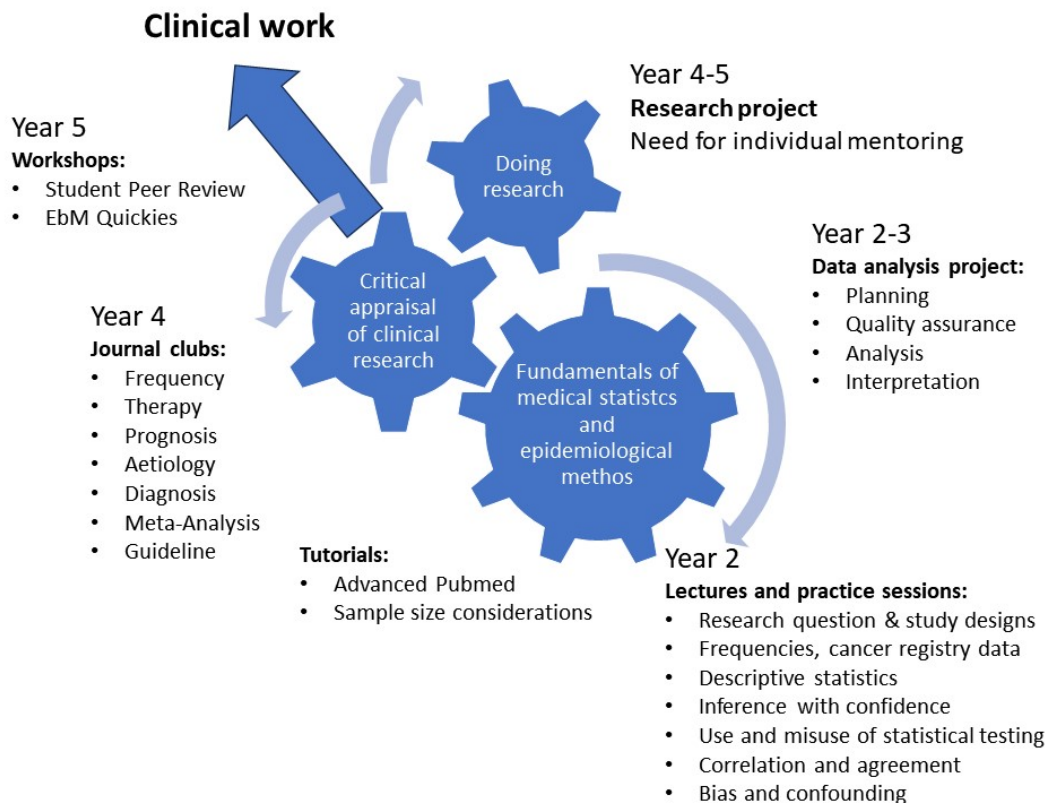 Clinical work
Year 5
Workshops:
• Student Peer Review
• EbM Quickies
Year 4-5
Research project
Need for individual mentoring
Doing
research
Year 2-3
Data analysis project:
• Planning
• Quality assurance
• Analysis
• Interpretation
Critical
appraisal
of clinical
research
Year 4
Journal clubs:
• Frequency
• Therapy
• Prognosis
• Aetiology
• Diagnosis
• Meta-Analysis
• Guideline
Fundamentals of
medical statistcs
and
epidemiological
methos
Tutorials:
• Advanced Pubmed
• Sample size considerations
Year 2
Lectures and practice sessions:
• Research question & study designs
• Frequencies, cancer registry data
• Descriptive statistics
• Inference with confidence
• Use and misuse of statistical testing
• Correlation and agreement
• Bias and confounding